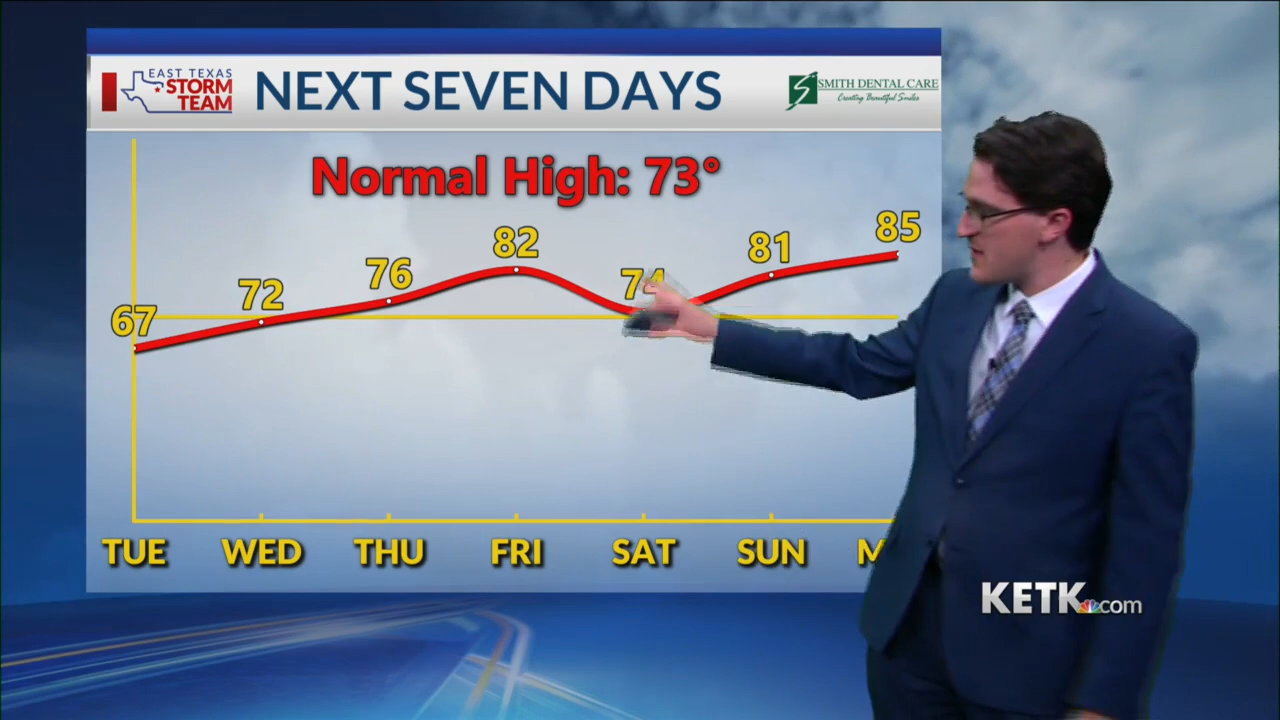 EAST TEXAS
STORM
TEAM
NEXT SEVEN DAYS
SMITH DENTAL CARE
Creating Beautiful Smiles
Normal High: 73°
67
72
76
82
74
81
85
TUE
WED
THU
FRI
SAT
SUN
M
KETK.com